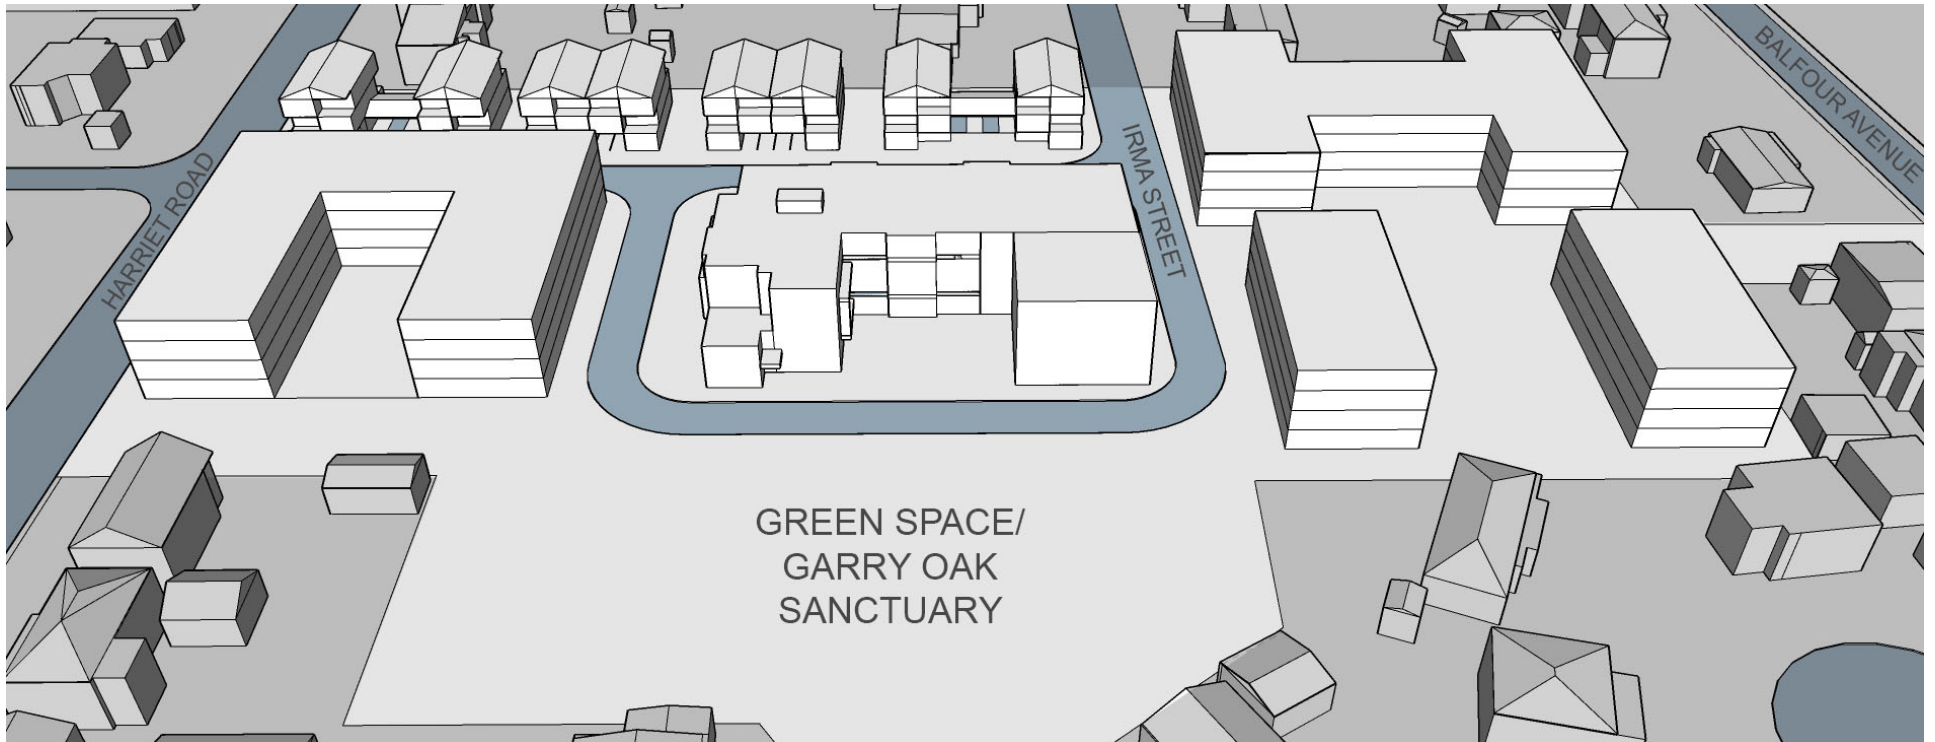 HARRIET ROAD
IRMA STREET
BALFOUR AVENUE
GREEN SPACE/
GARRY OAK
SANCTUARY